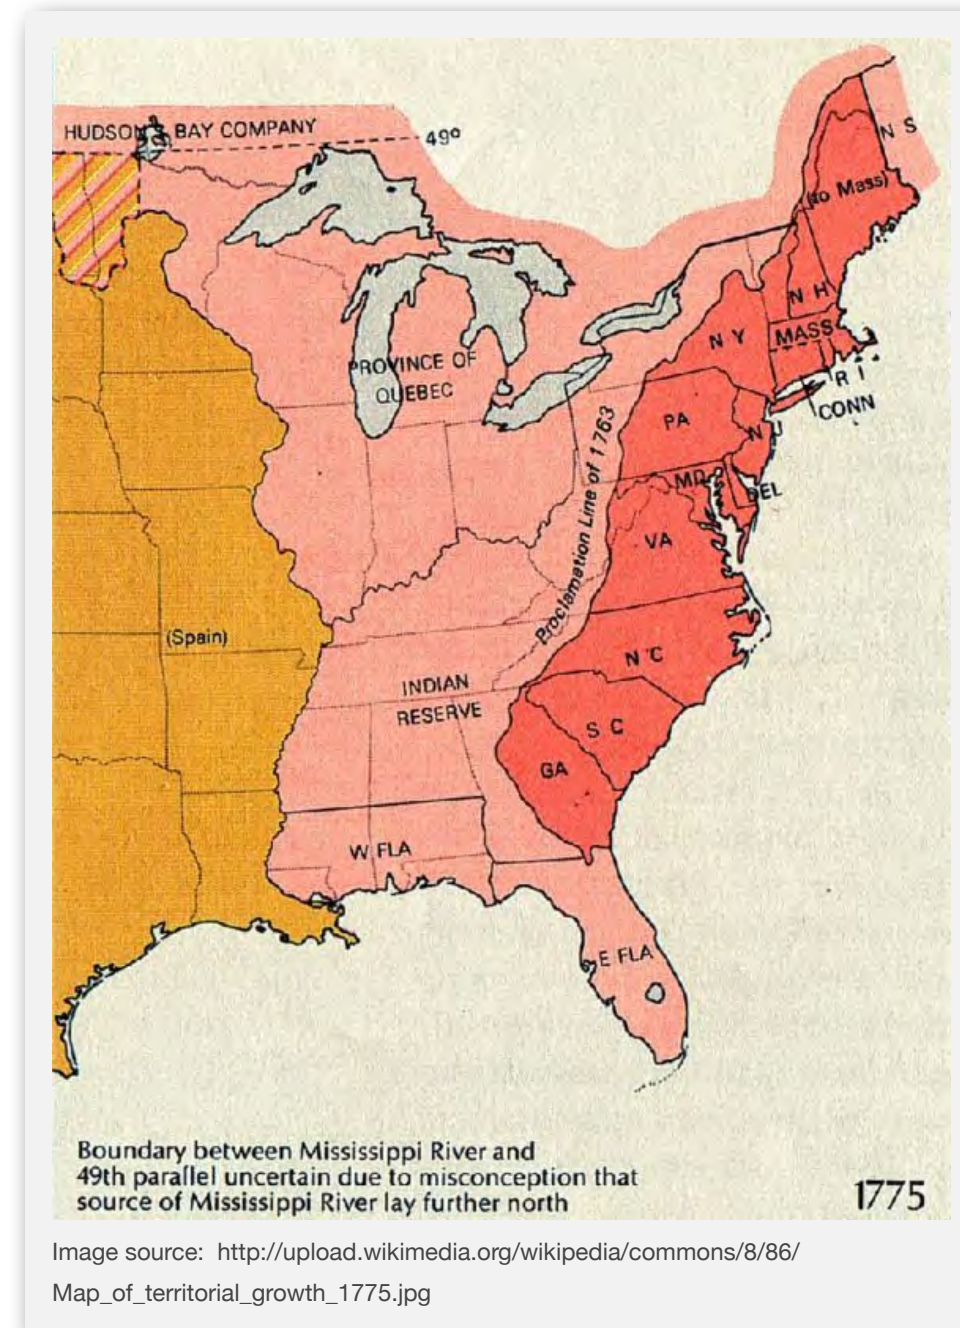 HUDSON'S BAY COMPANY
49º
N S
(to Mass)
N H
N Y
MASS
R I
CONN
PROVINCE OF
QUEBEC
PA
N J
Proclamation Line of 1763
MD
DEL
VA
(Spain)
N C
INDIAN
RESERVE
S C
GA
W FLA
E FLA
Boundary between Mississippi River and
49th parallel uncertain due to misconception that
source of Mississippi River lay further north
1775
Image source: http://upload.wikimedia.org/wikipedia/commons/8/86/
Map_of_territorial_growth_1775.jpg